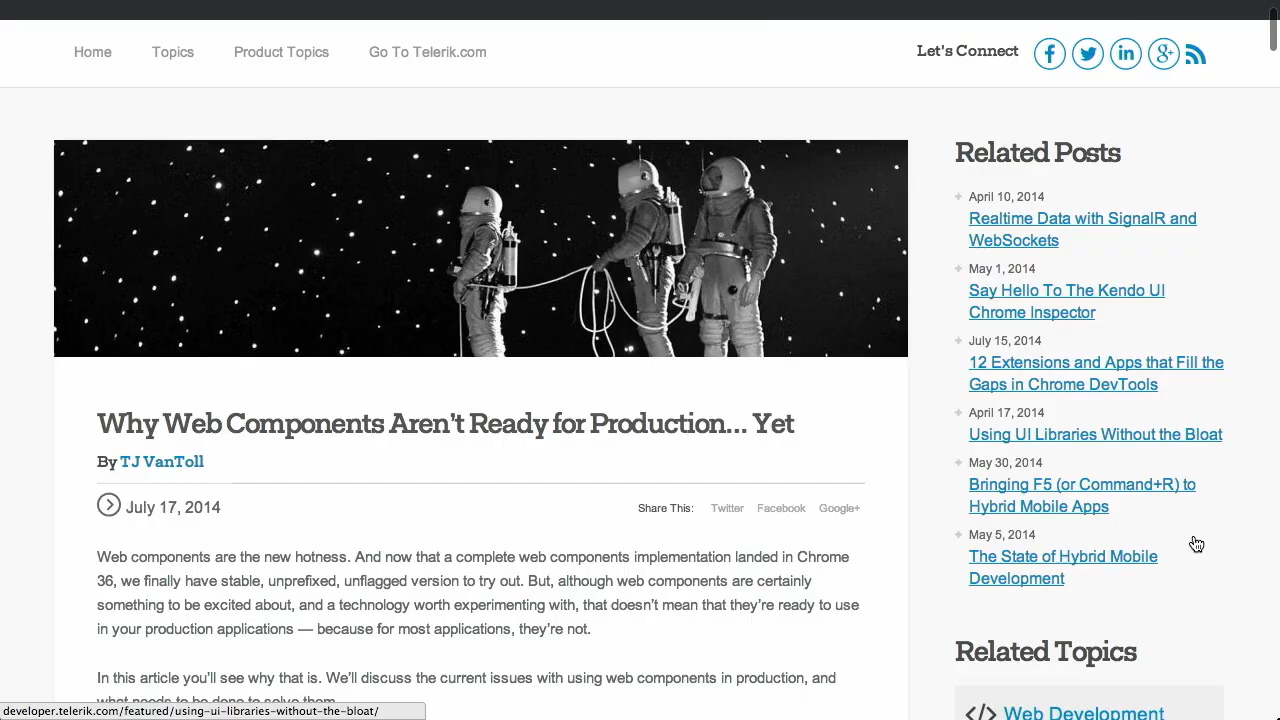 Home Topics Product Topics Go To Telerik.com
Let's Connect
Related Posts
April 10, 2014
Realtime Data with SignalR and
WebSockets
May 1, 2014
Say Hello To The Kendo UI
Chrome Inspector
July 15, 2014
12 Extensions and Apps that Fill the
Gaps in Chrome DevTools
April 17, 2014
Using UI Libraries Without the Bloat
May 30, 2014
Bringing F5 (or Command+R) to
Hybrid Mobile Apps
May 5, 2014
The State of Hybrid Mobile
Development
Related Topics
</> Web Development
Why Web Components Aren't Ready for Production... Yet
By TJ VanToll
July 17, 2014
Share This: Twitter Facebook Google+
Web components are the new hotness. And now that a complete web components implementation landed in Chrome
36, we finally have stable, unprefixed, unflagged version to try out. But, although web components are certainly
something to be excited about, and a technology worth experimenting with, that doesn't mean that they're ready to use
in your production applications — because for most applications, they're not.
In this article you'll see why that is. We'll discuss the current issues with using web components in production, and
what needs to be done to solve them.
developer.telerik.com/featured/using-ui-libraries-without-the-bloat/